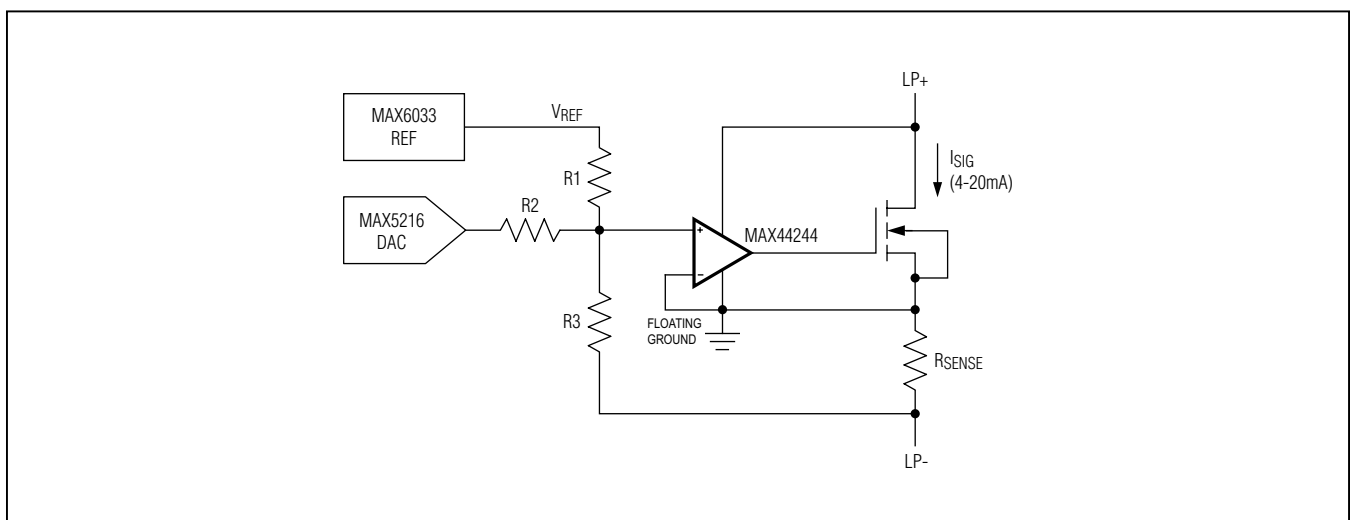 MAX6033
REF
VREF
R1
MAX5216
DAC
R2
R3
+
-
MAX44244
FLOATING
GROUND
LP+
ISIG
(4-20mA)
RSENSE
LP-